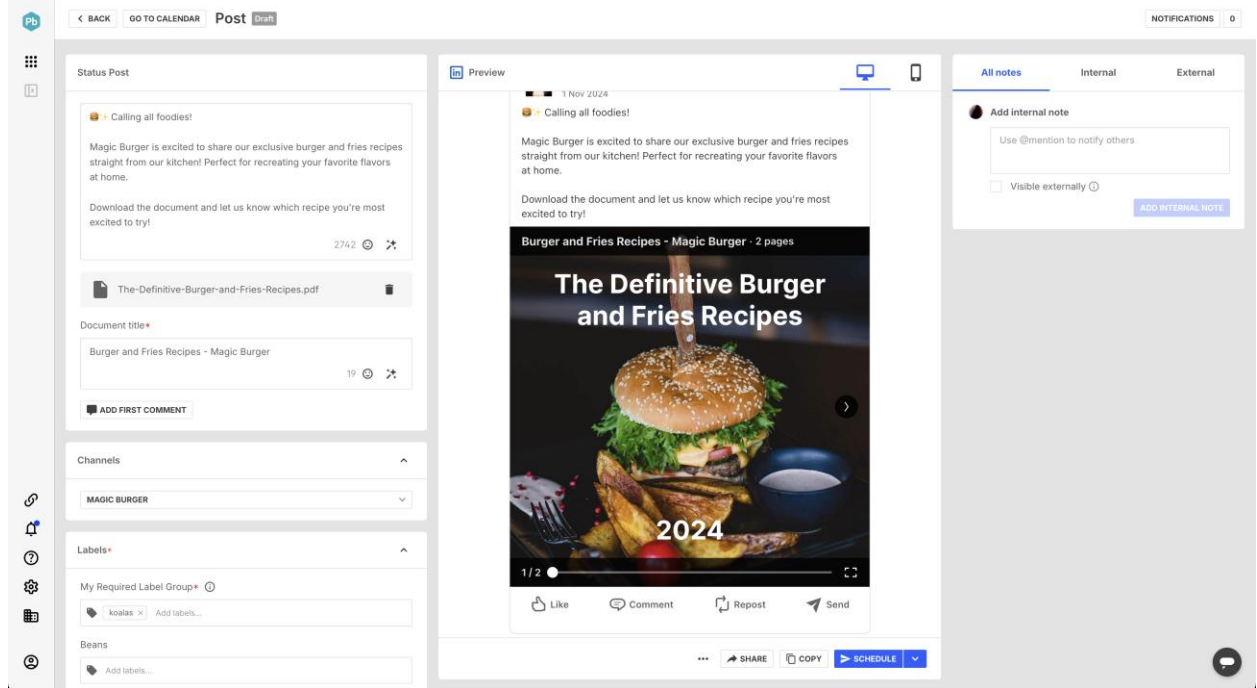 Pb
BACK
GO TO CALENDAR
Post
Draft
NOTIFICATIONS
0
Status Post
🍔✨ Calling all foodies!
Magic Burger is excited to share our exclusive burger and fries recipes
straight from our kitchen! Perfect for recreating your favorite flavors
at home.
Download the document and let us know which recipe you're most
excited to try!
2742
The-Definitive-Burger-and-Fries-Recipes.pdf
Document title*
Burger and Fries Recipes - Magic Burger
19
ADD FIRST COMMENT
Channels
MAGIC BURGER
Labels*
My Required Label Group*
koalas ×
Add labels...
Beans
Add labels...
in
Preview
1 Nov 2024
🍔✨ Calling all foodies!
Magic Burger is excited to share our exclusive burger and fries recipes
straight from our kitchen! Perfect for recreating your favorite flavors
at home.
Download the document and let us know which recipe you're most
excited to try!
Burger and Fries Recipes - Magic Burger · 2 pages
The Definitive Burger
and Fries Recipes
2024
1 / 2
Like
Comment
Repost
Send
SHARE
COPY
SCHEDULE
All notes
Internal
External
Add internal note
Use @mention to notify others
Visible externally
ADD INTERNAL NOTE